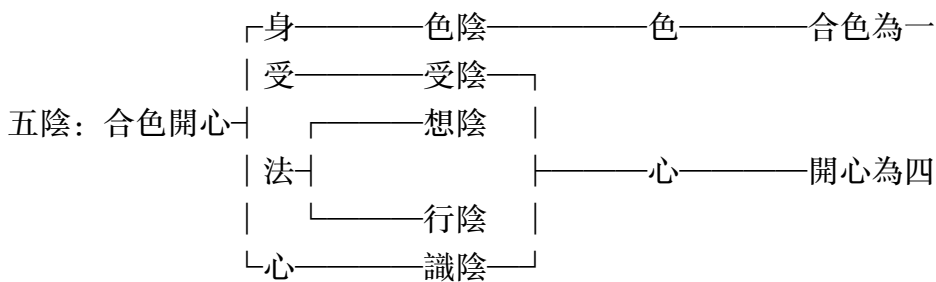 身 色陰 色 合色為一
受 受陰
五陰：合色開心 想陰
法 心 開心為四
行陰
心 識陰